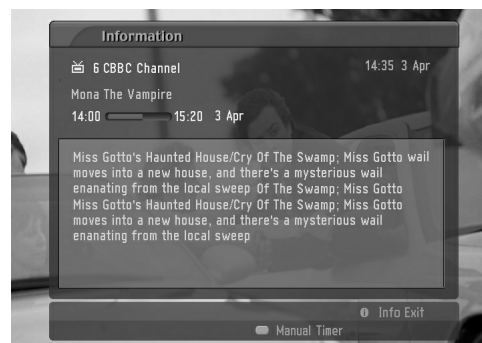 Information
6 CBBC Channel 14:35 3 Apr
Mona The Vampire
14:00 15:20 3 Apr
Miss Gotto's Haunted House/Cry Of The Swamp; Miss Gotto wail
moves into a new house, and there's a mysterious wail
enanating from the local sweep Of The Swamp; Miss Gotto
Miss Gotto's Haunted House/Cry Of The Swamp; Miss Gotto
moves into a new house, and there's a mysterious wail
enanating from the local sweep
i Info Exit
Manual Timer